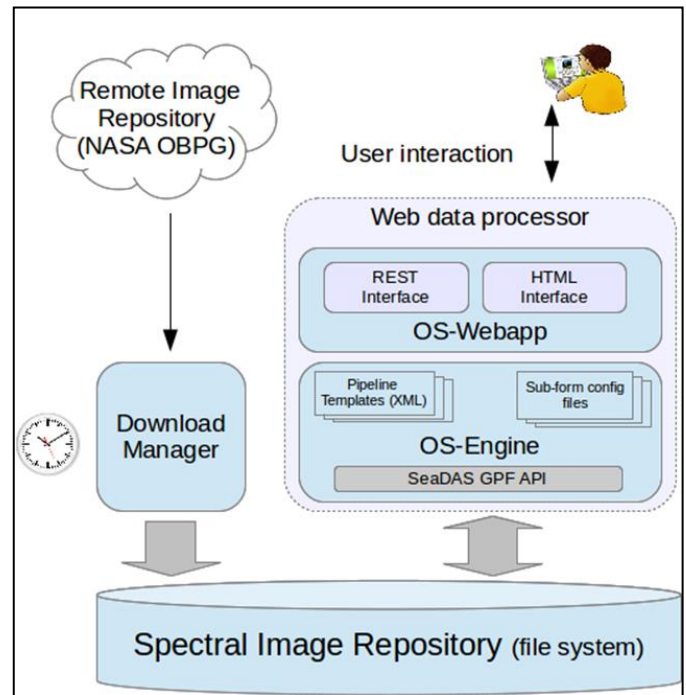 Remote Image
Repository
(NASA OBPG)
User interaction
Web data processor
REST
Interface
HTML
Interface
OS-Webapp
Download
Manager
Pipeline
Templates (XML)
Sub-form config
files
OS-Engine
SeaDAS GPF API
Spectral Image Repository (file system)